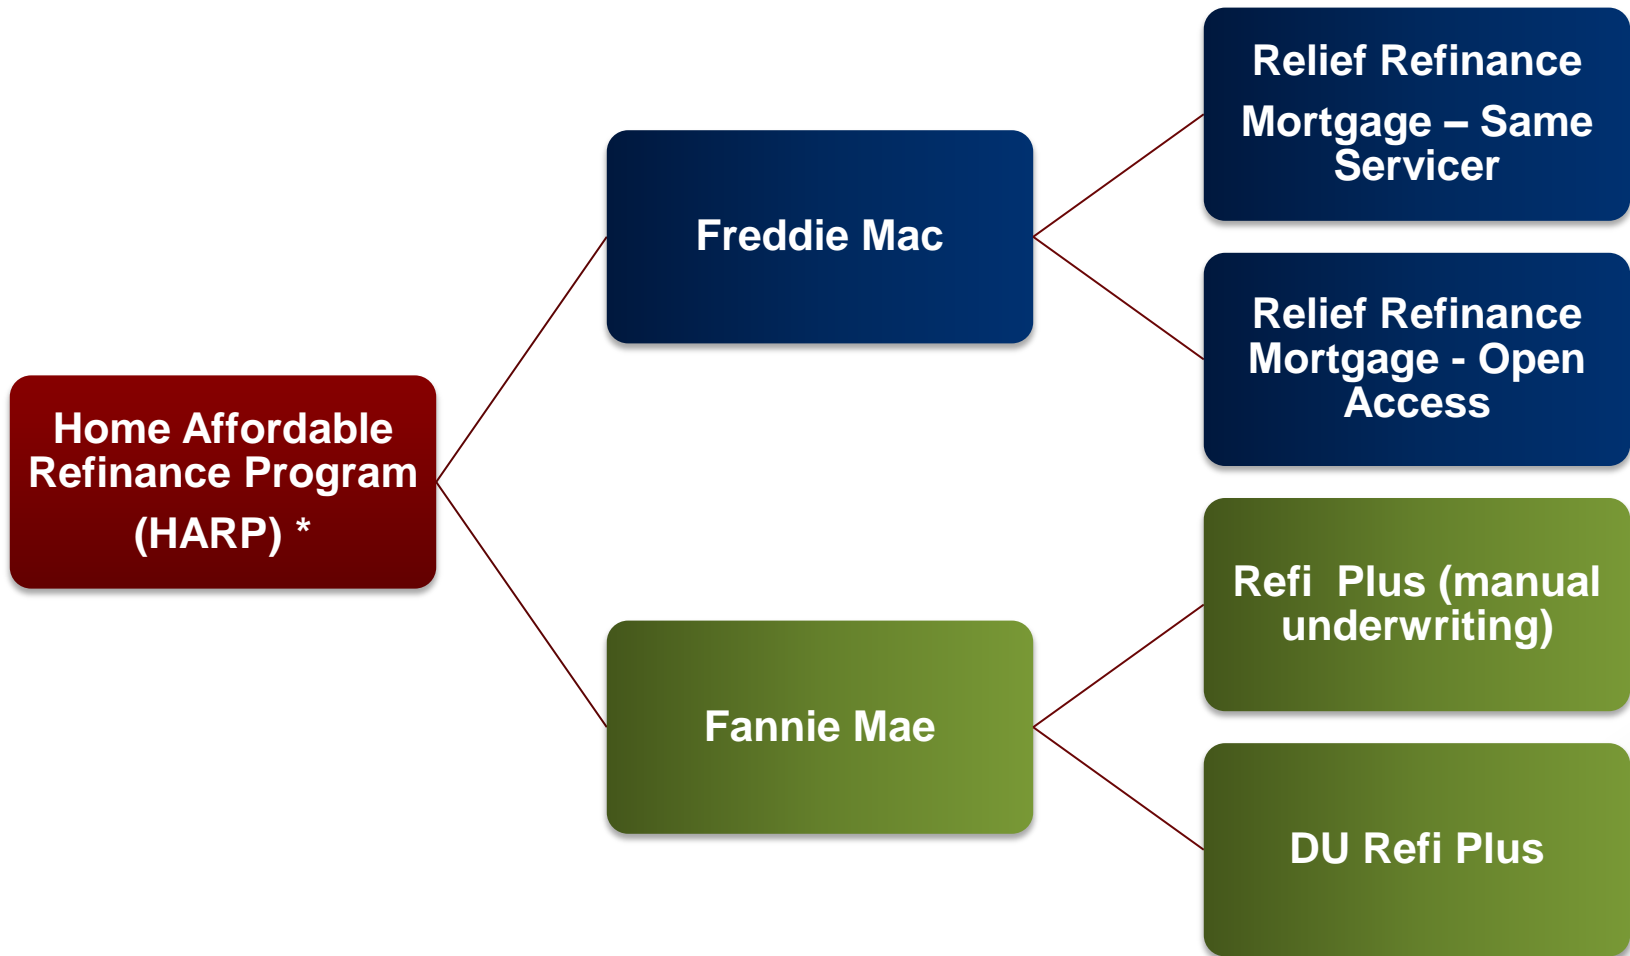 Home Affordable
Refinance Program
(HARP) *
Freddie Mac
Fannie Mae
Relief Refinance
Mortgage – Same
Servicer
Relief Refinance
Mortgage - Open
Access
Refi Plus (manual
underwriting)
DU Refi Plus